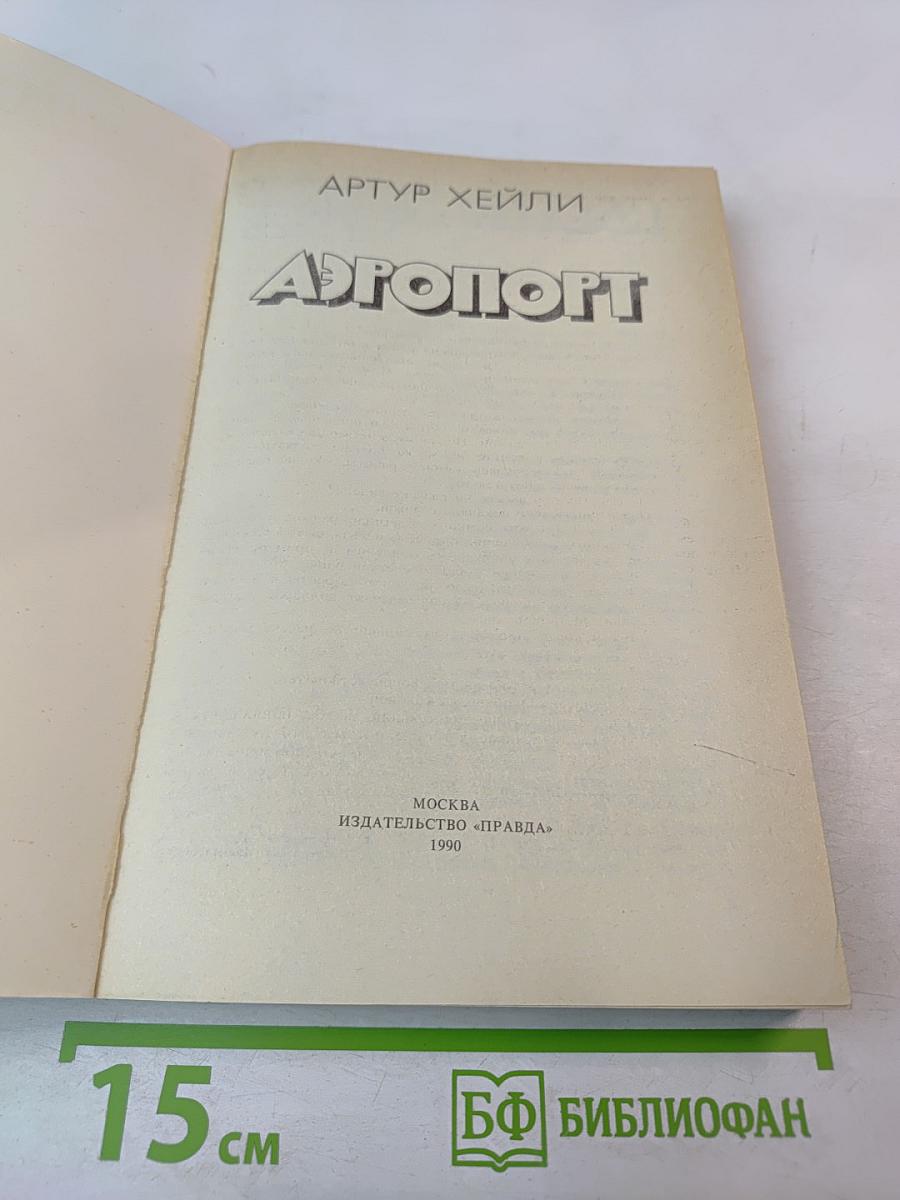 АРТУР ХЕЙЛИ
АЭРОПОРТ
МОСКВА
ИЗДАТЕЛЬСТВО «ПРАВДА»
1990
15 см
БФ БИБЛИОФАН